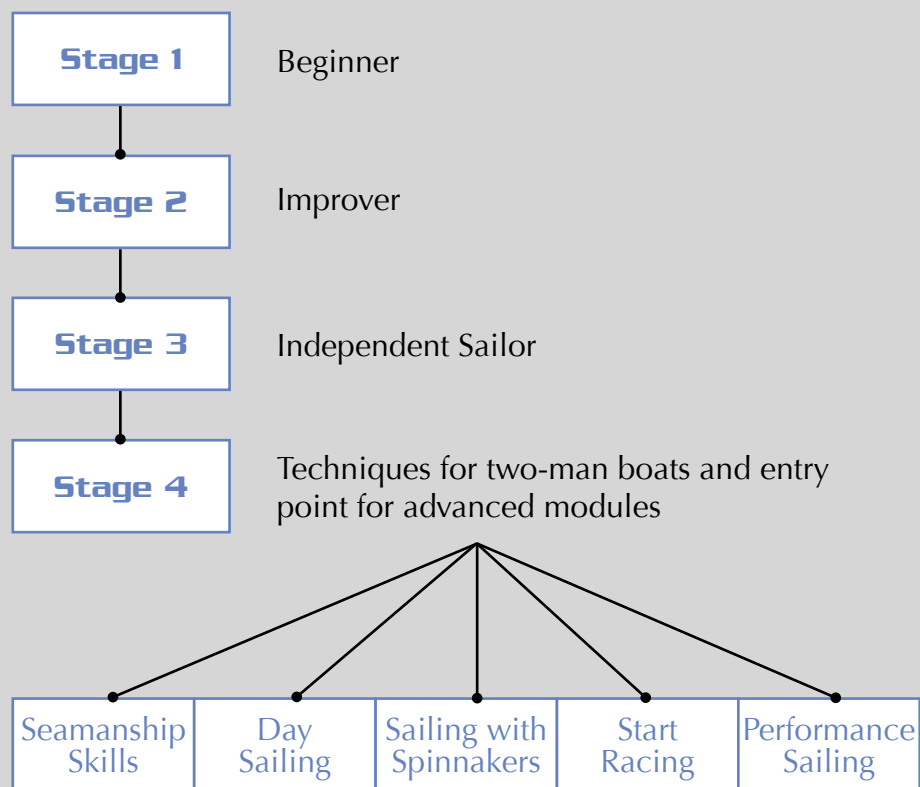 Stage 1
Beginner
Stage 2
Improver
Stage 3
Independent Sailor
Stage 4
Techniques for two-man boats and entry
point for advanced modules
Seamanship
Skills
Day
Sailing
Sailing with
Spinnakers
Start
Racing
Performance
Sailing